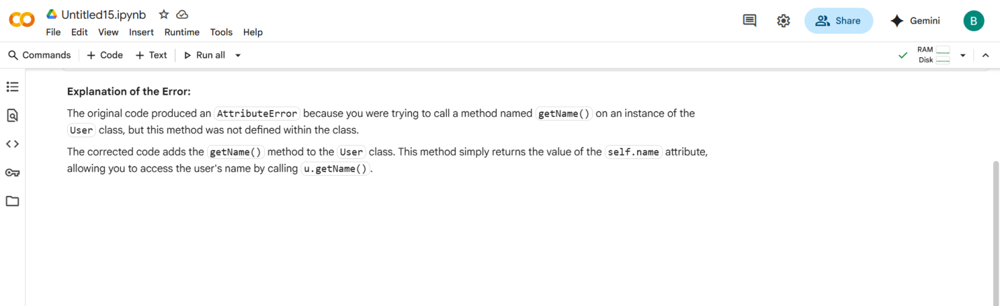 Untitled15.ipynb
File Edit View Insert Runtime Tools Help
Share
Gemini
B
Commands + Code + Text Run all
RAM
Disk
Explanation of the Error:
The original code produced an AttributeError because you were trying to call a method named getName() on an instance of the
User class, but this method was not defined within the class.
The corrected code adds the getName() method to the User class. This method simply returns the value of the self.name attribute,
allowing you to access the user's name by calling u.getName().